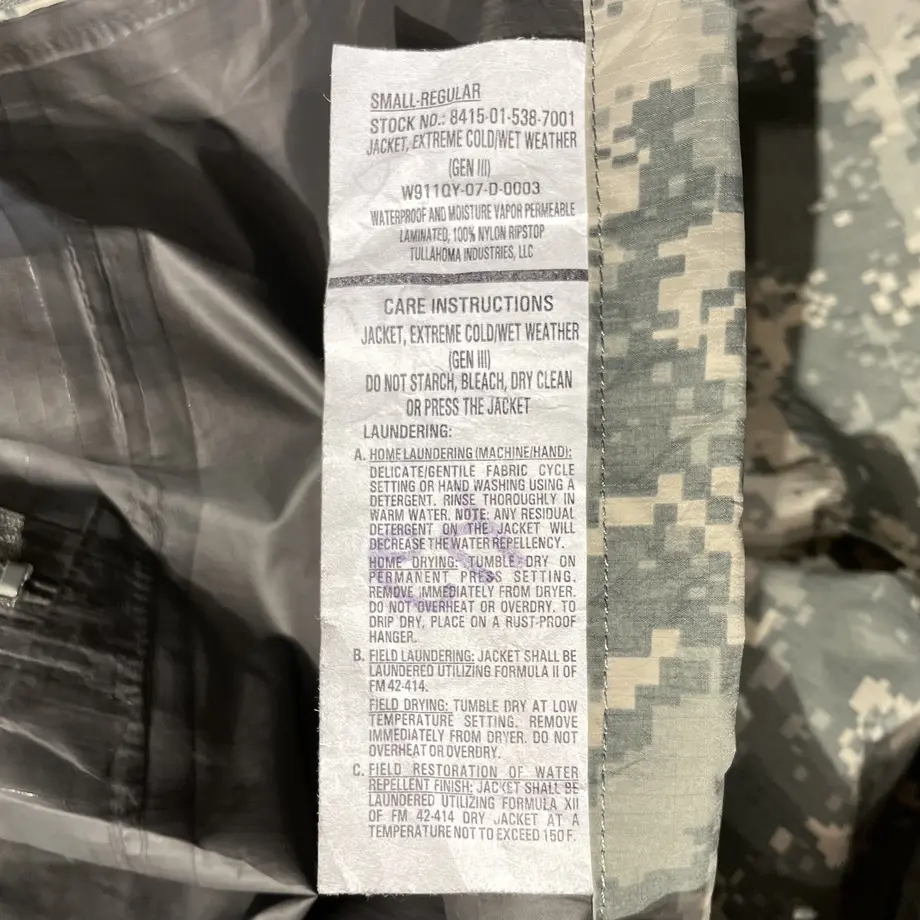 SMALL-REGULAR
STOCK NO.: 8415-01-538-7001
JACKET, EXTREME COLD/WET WEATHER
(GEN III)
W911QY-07-D-0003
WATERPROOF AND MOISTURE VAPOR PERMEABLE
LAMINATED, 100% NYLON RIPSTOP
TULLAHOMA INDUSTRIES, LLC
CARE INSTRUCTIONS
JACKET, EXTREME COLD/WET WEATHER
(GEN III)
DO NOT STARCH, BLEACH, DRY CLEAN
OR PRESS THE JACKET
LAUNDERING:
A. HOME LAUNDERING (MACHINE/HAND):
DELICATE/GENTILE FABRIC CYCLE
SETTING OR HAND WASHING USING A
DETERGENT. RINSE THOROUGHLY IN
WARM WATER. NOTE: ANY RESIDUAL
DETERGENT ON THE JACKET WILL
DECREASE THE WATER REPELLENCY.
HOME DRYING: TUMBLE DRY ON
PERMANENT PRESS SETTING.
REMOVE IMMEDIATELY FROM DRYER.
DO NOT OVERHEAT OR OVERDRY. TO
DRIP DRY, PLACE ON A RUST-PROOF
HANGER.
B. FIELD LAUNDERING: JACKET SHALL BE
LAUNDERED UTILIZING FORMULA II OF
FM 42-414.
FIELD DRYING: TUMBLE DRY AT LOW
TEMPERATURE SETTING. REMOVE
IMMEDIATELY FROM DRYER. DO NOT
OVERHEAT OR OVERDRY.
C. FIELD RESTORATION OF WATER
REPELLENT FINISH: JACKET SHALL BE
LAUNDERED UTILIZING FORMULA XII
OF FM 42-414 DRY JACKET AT A
TEMPERATURE NOT TO EXCEED 150 F.